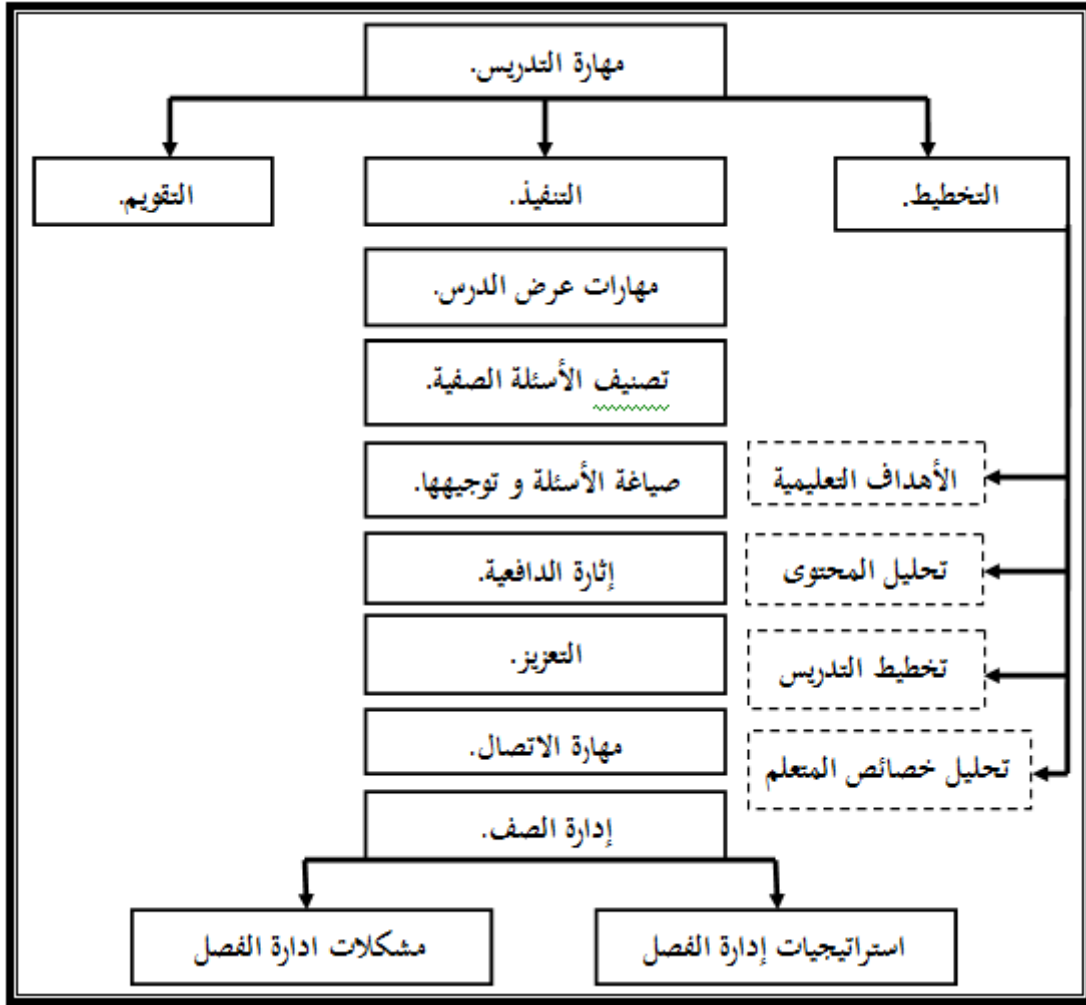 مهارة التدريس.
التخطيط.
التنفيذ.
التقويم.
مهارات عرض الدرس.
تصنيف الأسئلة الصفية.
صياغة الأسئلة و توجيهها.
إثارة الدافعية.
التعزيز.
مهارة الاتصال.
إدارة الصف.
الأهداف التعليمية
تحليل المحتوى
تخطيط التدريس
تحليل خصائص المتعلم
استراتيجيات إدارة الفصل
مشكلات ادارة الفصل